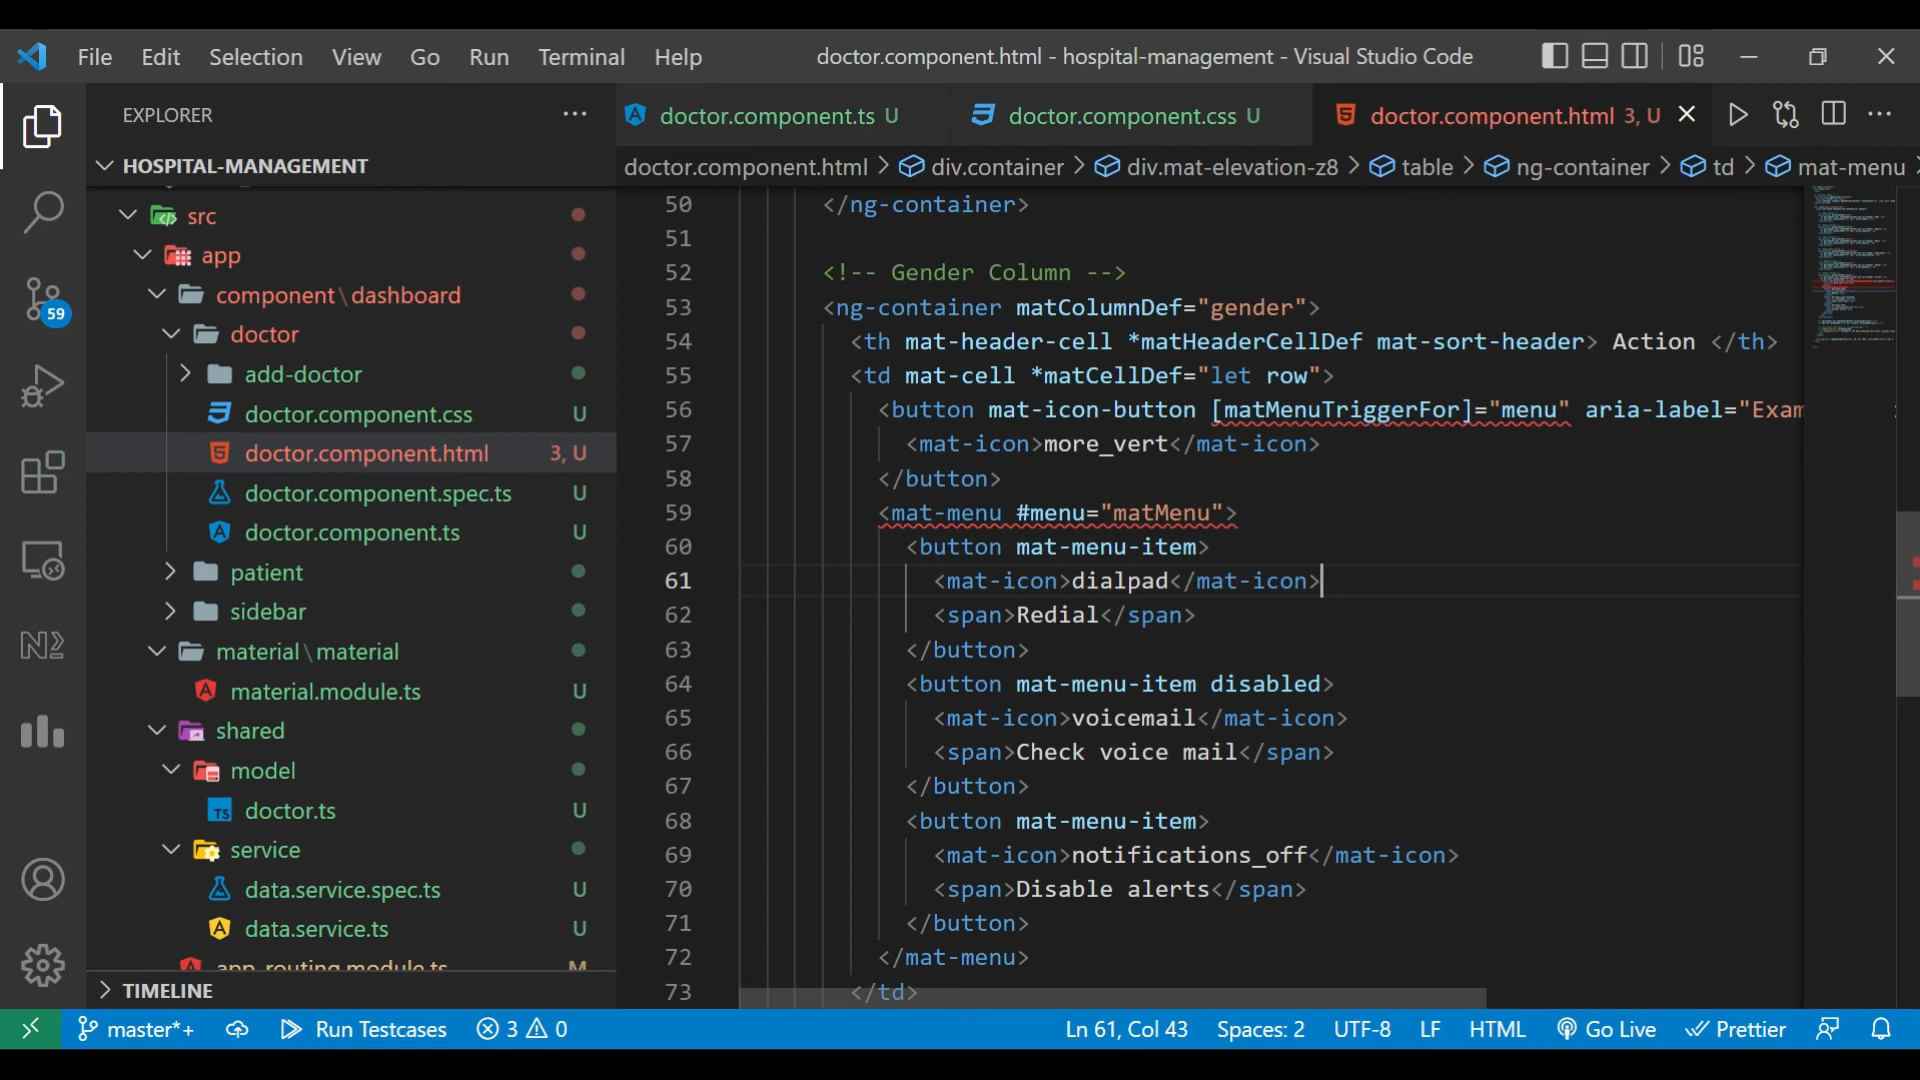 File Edit Selection View Go Run Terminal Help doctor.component.html - hospital-management - Visual Studio Code
EXPLORER
doctor.component.ts U
doctor.component.css U
doctor.component.html 3, U
HOSPITAL-MANAGEMENT
doctor.component.html > div.container > div.mat-elevation-z8 > table > ng-container > td > mat-menu >
src
app
component\dashboard
doctor
add-doctor
doctor.component.css U
doctor.component.html 3, U
doctor.component.spec.ts U
doctor.component.ts U
patient
sidebar
material\material
material.module.ts U
shared
model
doctor.ts U
service
data.service.spec.ts U
data.service.ts U
app-routing.module.ts M
TIMELINE
59
50 </ng-container>
51
52 <!-- Gender Column -->
53 <ng-container matColumnDef="gender">
54 <th mat-header-cell *matHeaderCellDef mat-sort-header> Action </th>
55 <td mat-cell *matCellDef="let row">
56 <button mat-icon-button [matMenuTriggerFor]="menu" aria-label="Exam
57 <mat-icon>more_vert</mat-icon>
58 </button>
59 <mat-menu #menu="matMenu">
60 <button mat-menu-item>
61 <mat-icon>dialpad</mat-icon>
62 <span>Redial</span>
63 </button>
64 <button mat-menu-item disabled>
65 <mat-icon>voicemail</mat-icon>
66 <span>Check voice mail</span>
67 </button>
68 <button mat-menu-item>
69 <mat-icon>notifications_off</mat-icon>
70 <span>Disable alerts</span>
71 </button>
72 </mat-menu>
73 </td>
master*+ Run Testcases 3 0 Ln 61, Col 43 Spaces: 2 UTF-8 LF HTML Go Live Prettier